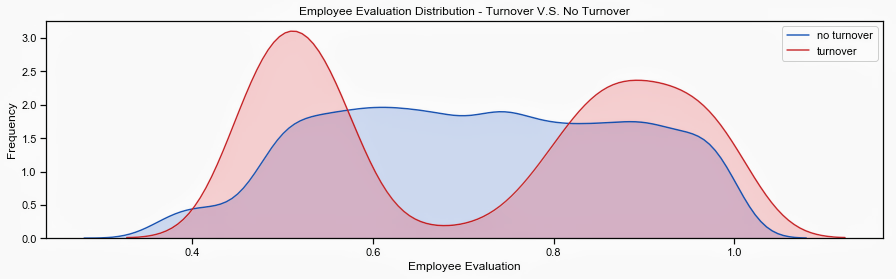 Employee Evaluation Distribution - Turnover V.S. No Turnover
no turnover
turnover
Frequency
3.0
2.5
2.0
1.5
1.0
0.5
0.0
0.4
0.6
0.8
1.0
Employee Evaluation